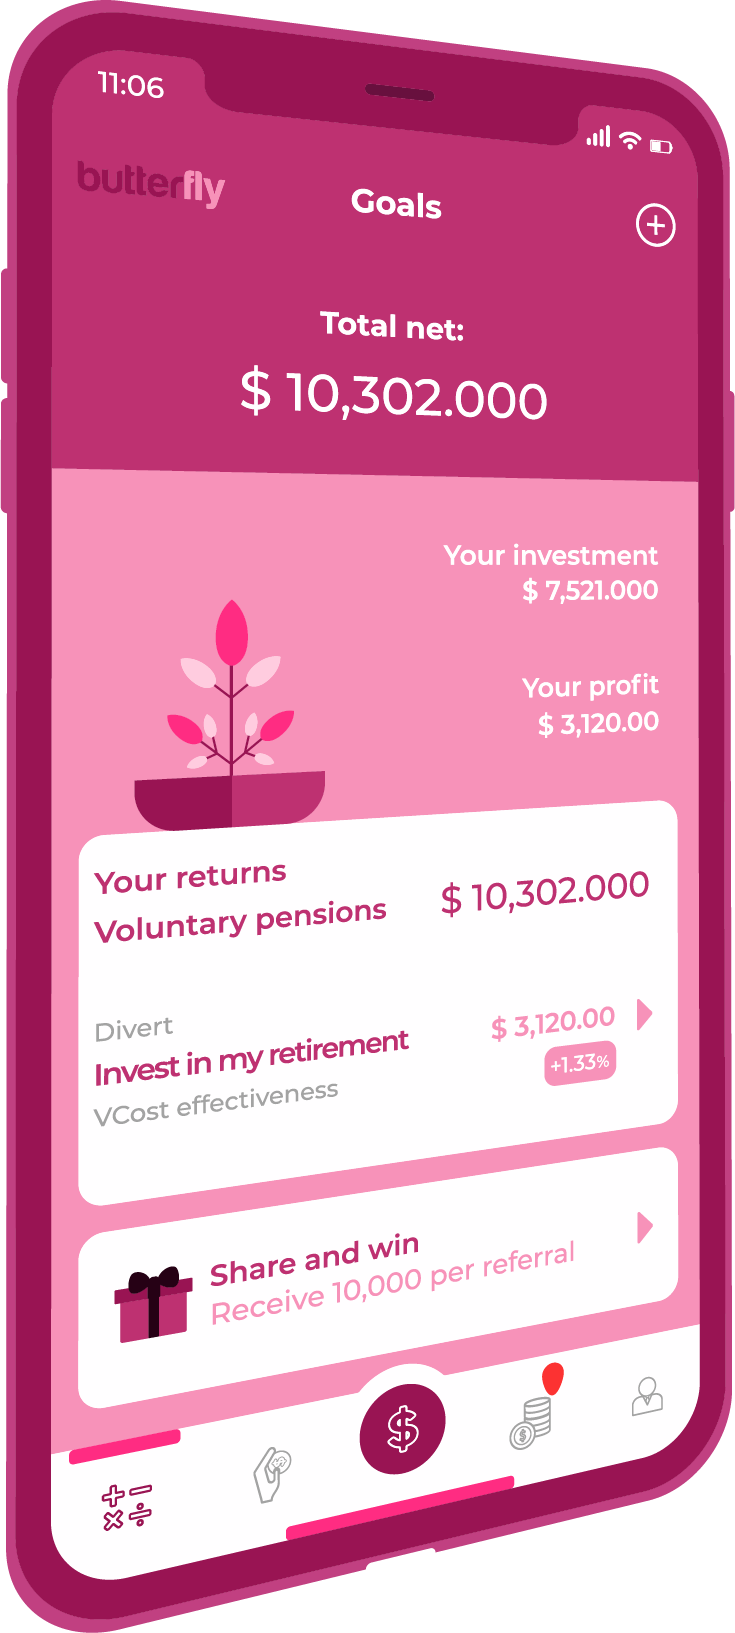 11:06
butterfly
Goals
Total net:
$ 10,302.000
Your investment
$ 7,521.000
Your profit
$ 3,120.00
Your returns
Voluntary pensions
$ 10,302.000
Divert
Invest in my retirement
VCost effectiveness
$ 3,120.00
+1.33%
Share and win
Receive 10,000 per referral